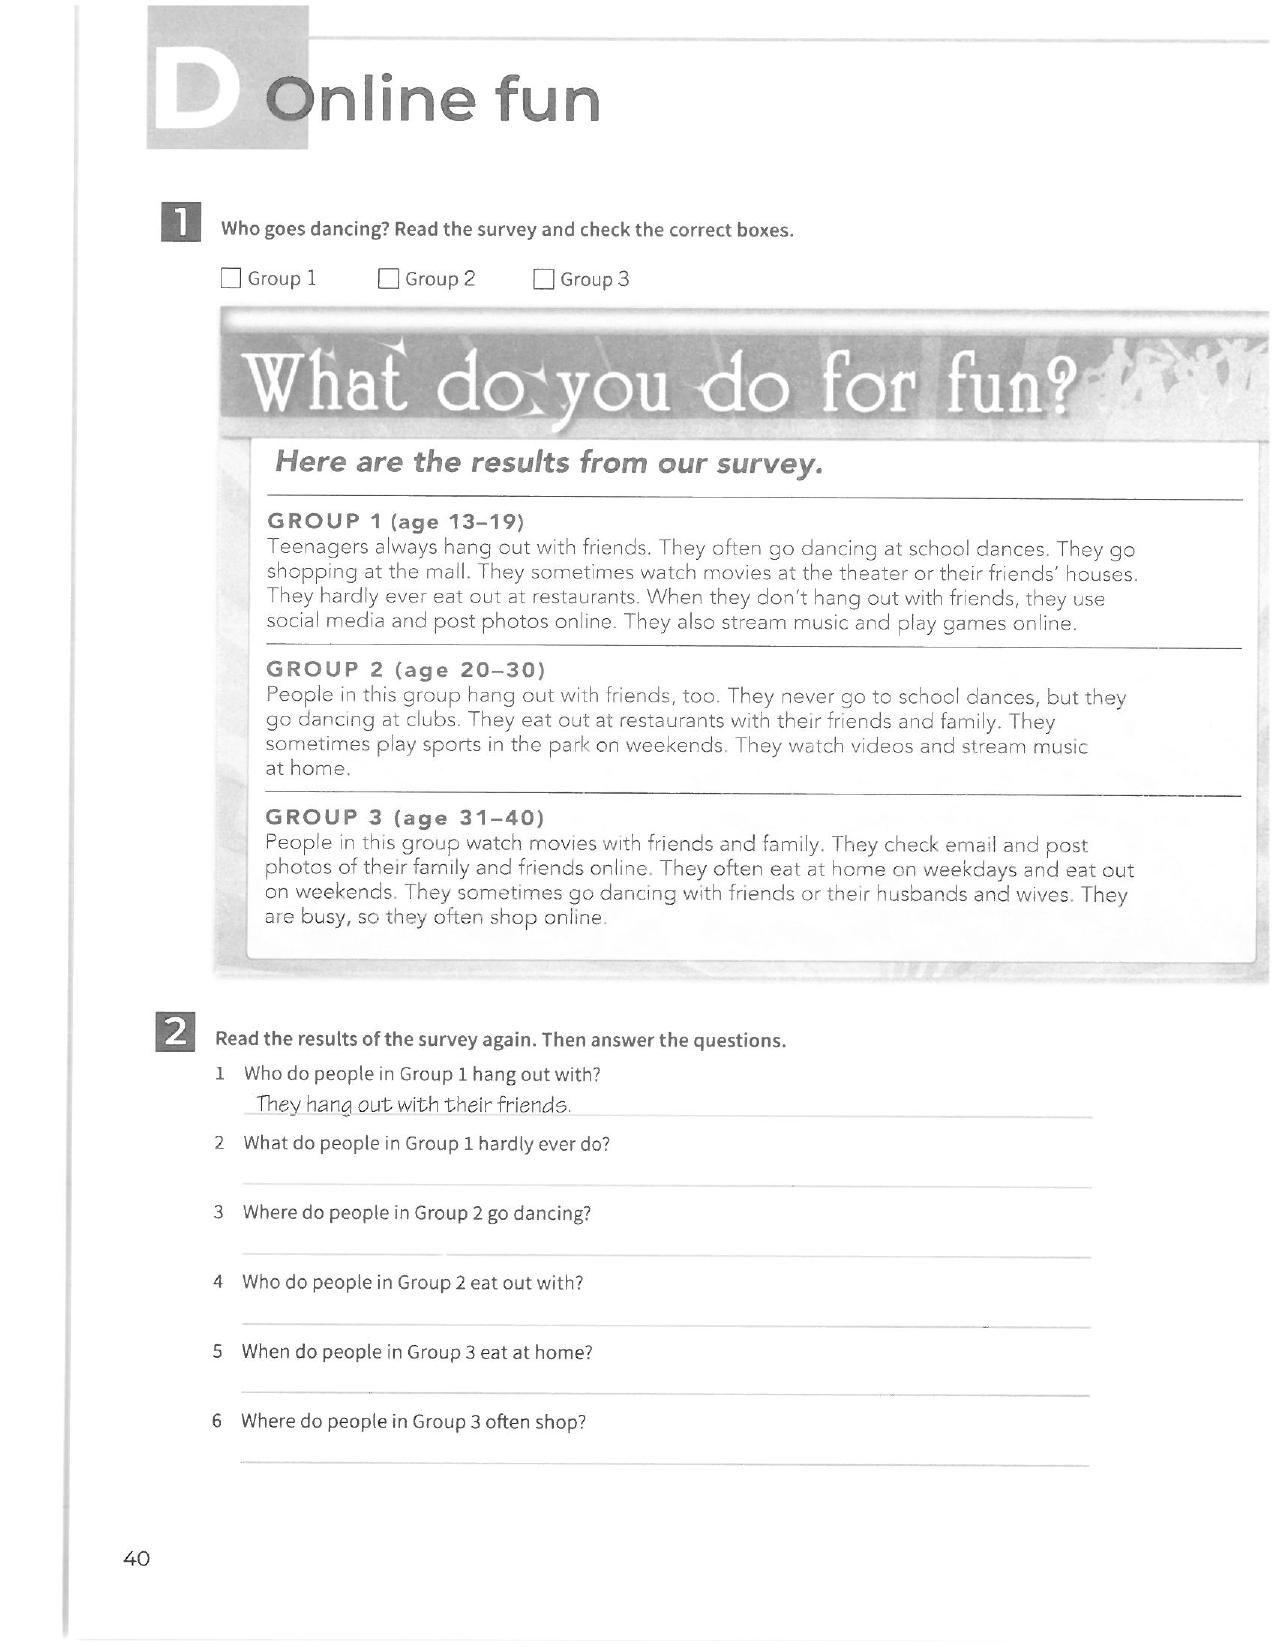 D Online fun
1 Who goes dancing? Read the survey and check the correct boxes.
Group 1 Group 2 Group 3
What do you do for fun?
Here are the results from our survey.
GROUP 1 (age 13–19)
Teenagers always hang out with friends. They often go dancing at school dances. They go
shopping at the mall. They sometimes watch movies at the theater or their friends' houses.
They hardly ever eat out at restaurants. When they don't hang out with friends, they use
social media and post photos online. They also stream music and play games online.
GROUP 2 (age 20–30)
People in this group hang out with friends, too. They never go to school dances, but they
go dancing at clubs. They eat out at restaurants with their friends and family. They
sometimes play sports in the park on weekends. They watch videos and stream music
at home.
GROUP 3 (age 31–40)
People in this group watch movies with friends and family. They check email and post
photos of their family and friends online. They often eat at home on weekdays and eat out
on weekends. They sometimes go dancing with friends or their husbands and wives. They
are busy, so they often shop online.
2 Read the results of the survey again. Then answer the questions.
1 Who do people in Group 1 hang out with?
They hang out with their friends.
2 What do people in Group 1 hardly ever do?
3 Where do people in Group 2 go dancing?
4 Who do people in Group 2 eat out with?
5 When do people in Group 3 eat at home?
6 Where do people in Group 3 often shop?
40